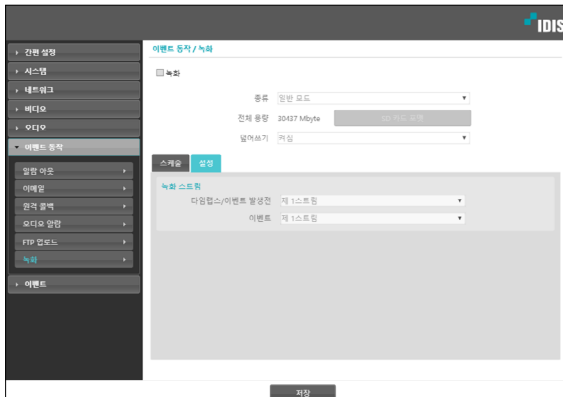 IDIS
간편 설정
시스템
네트워크
비디오
오디오
이벤트 동작
알람 아웃
이메일
원격 콜백
오디오 알람
FTP 업로드
녹화
이벤트
이벤트 동작 / 녹화
녹화
종류 일반 모드
전체 용량 30437 Mbyte SD 카드 포맷
덮어쓰기 켜짐
스케줄 설정
녹화 스트림
타임랩스/이벤트 발생전 제 1스트림
이벤트 제 1스트림
저장